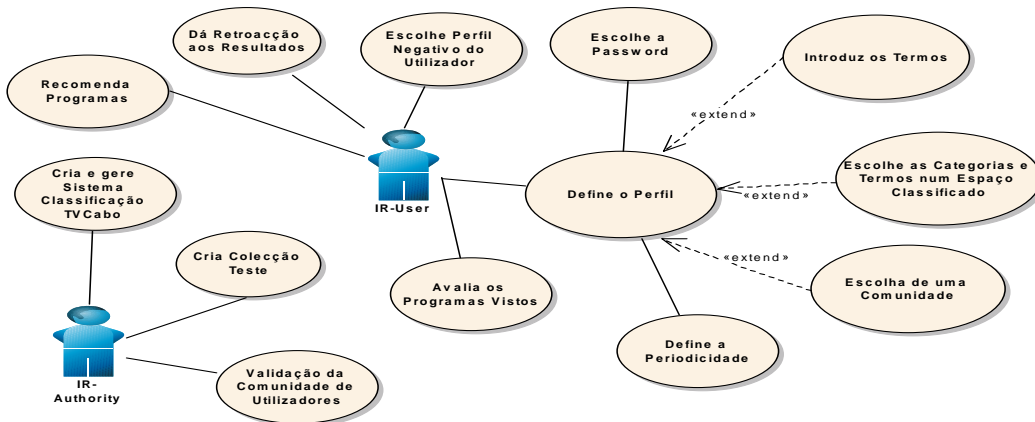 Dá Retroacção
aos Resultados
Escolhe Perfil
Negativo do
Utilizador
Escolhe a
Password
Introduz os Termos
Recomenda
Programas
«extend»
Cria e gere
Sistema
Classificação
TVCabo
IR-User
Define o Perfil
Escolhe as Categorias e
Termos num Espaço
Classificado
«extend»
Cria Colecção
Teste
«extend»
Avalia os
Programas Vistos
Escolha de uma
Comunidade
Define a
Periodicidade
IR-
Authority
Validação da
Comunidade de
Utilizadores